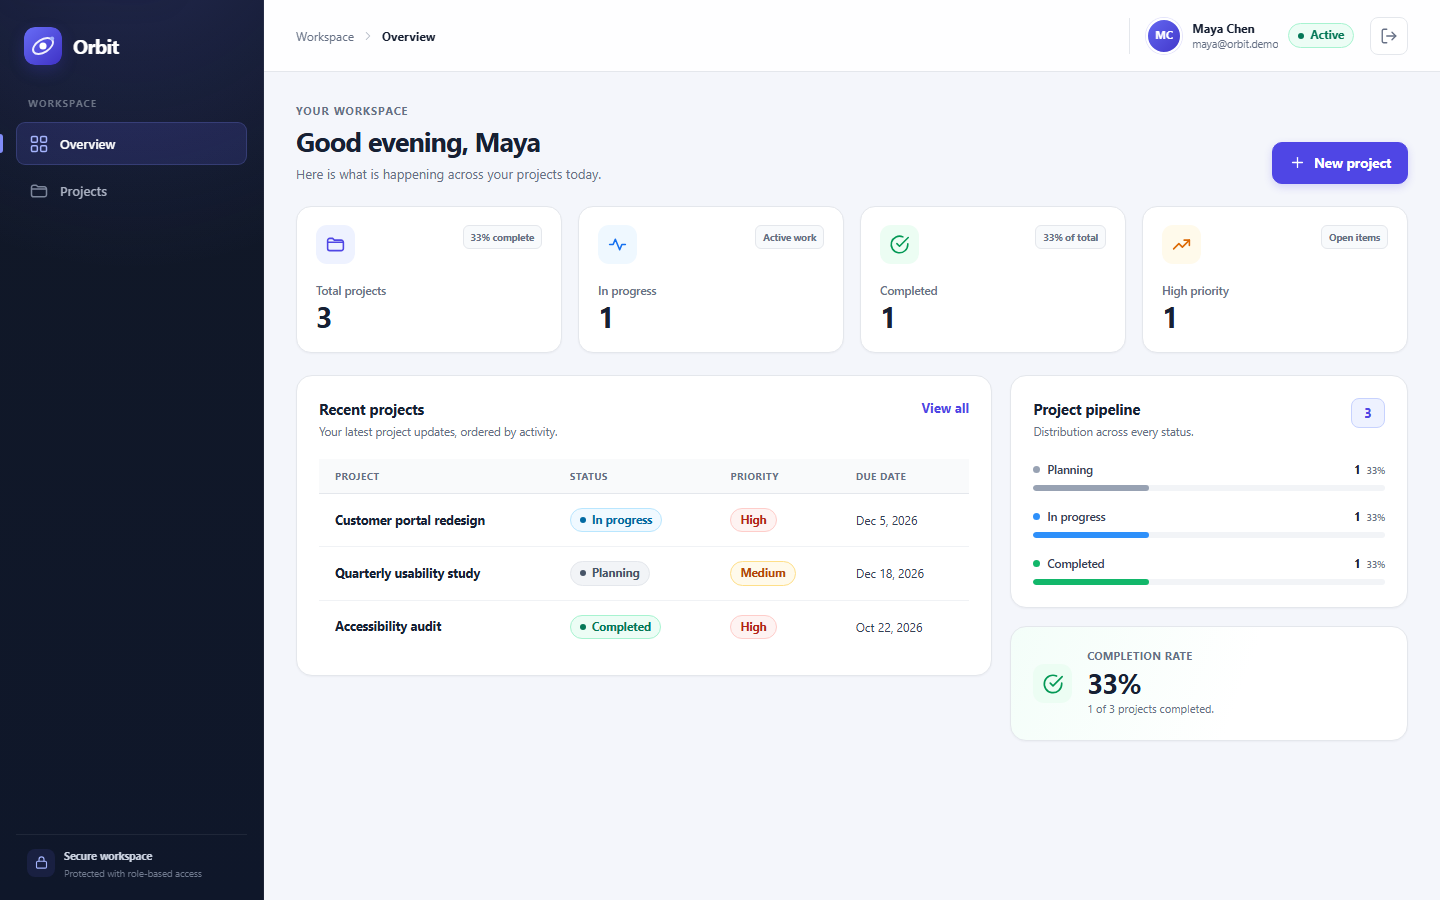 Orbit
WORKSPACE
Overview
Projects
Secure workspace
Protected with role-based access
Workspace > Overview
MC
Maya Chen
maya@orbit.demo
Active
YOUR WORKSPACE
Good evening, Maya
Here is what is happening across your projects today.
+ New project
33% complete
Total projects
3
Active work
In progress
1
33% of total
Completed
1
Open items
High priority
1
Recent projects
View all
Your latest project updates, ordered by activity.
PROJECT STATUS PRIORITY DUE DATE
Customer portal redesign In progress High Dec 5, 2026
Quarterly usability study Planning Medium Dec 18, 2026
Accessibility audit Completed High Oct 22, 2026
Project pipeline
3
Distribution across every status.
Planning 1 33%
In progress 1 33%
Completed 1 33%
COMPLETION RATE
33%
1 of 3 projects completed.